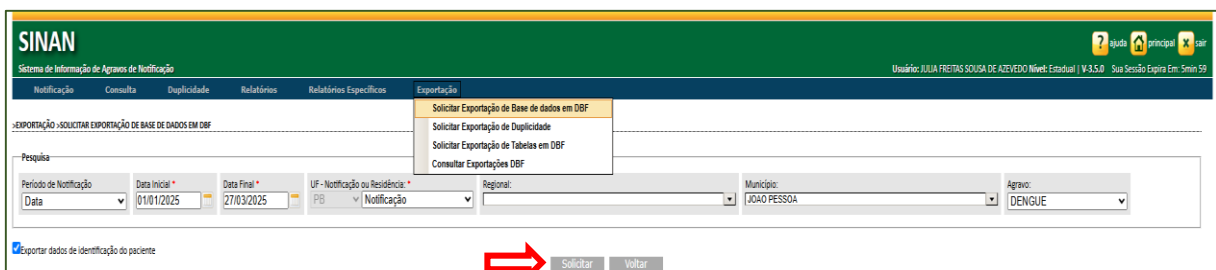 SINAN
? ajuda principal x sair
Sistema de Informação de Agravos de Notificação
Usuário: JULIA FREITAS SOUSA DE AZEVEDO Nível: Estadual | V-3.5.0 Sua Sessão Expira Em: 5min 59
Notificação Consulta Duplicidade Relatórios Relatórios Específicos Exportação
Solicitar Exportação de Base de dados em DBF
Solicitar Exportação de Duplicidade
Solicitar Exportação de Tabelas em DBF
Consultar Exportações DBF
>EXPORTAÇÃO >SOLICITAR EXPORTAÇÃO DE BASE DE DADOS EM DBF
Pesquisa
Período de Notificação Data Inicial * Data Final * UF - Notificação ou Residência: * Regional: Município: Agravo:
Data 01/01/2025 27/03/2025 PB Notificação JOAO PESSOA DENGUE
Exportar dados de identificação do paciente
Solicitar Voltar